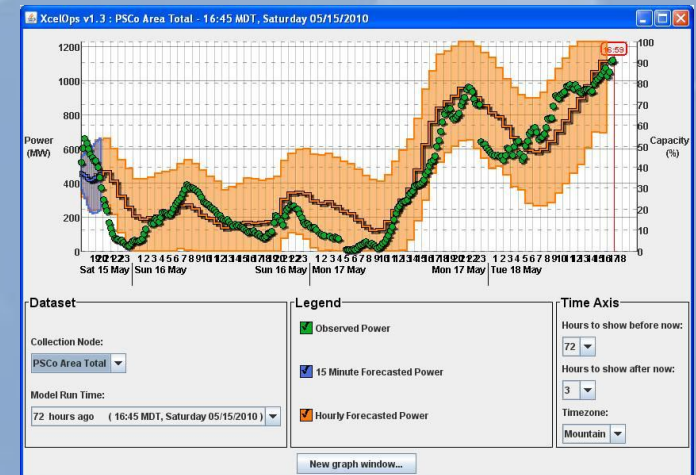 XcelOps v1.3 : PSCo Area Total - 16:45 MDT, Saturday 05/15/2010
1200
1000
800
600
400
200
0
Power
(MW)
100
90
80
70
60
50
40
30
20
10
0
Capacity
(%)
16:59
Sat 15 May
Sun 16 May
Sun 16 May
Mon 17 May
Mon 17 May
Tue 18 May
Dataset
Collection Node:
PSCo Area Total
Model Run Time:
72 hours ago ( 16:45 MDT, Saturday 05/15/2010 )
Legend
Observed Power
15 Minute Forecasted Power
Hourly Forecasted Power
Time Axis
Hours to show before now:
72
Hours to show after now:
3
Timezone:
Mountain
New graph window...